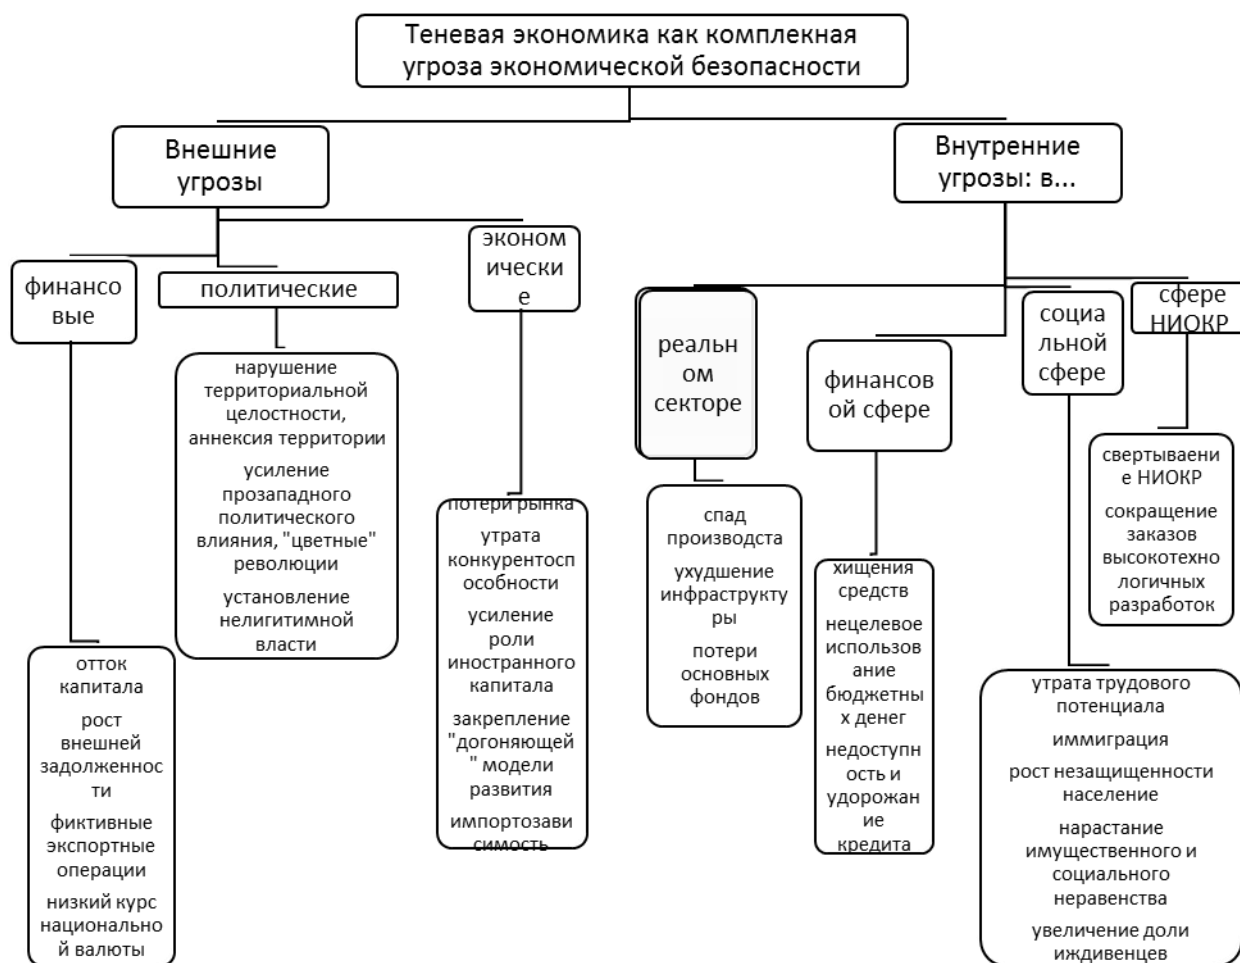 Теневая экономика как комплекная
угроза экономической безопасности
Внешние
угрозы
Внутренние
угрозы: в...
финансо
вые
политические
эконом
ически
е
реальн
ом
секторе
финансов
ой сфере
социа
льной
сфере
сфере
НИОКР
отток
капитала
рост
внешней
задолженнос
ти
фиктивные
экспортные
операции
низкий курс
национально
й валюты
нарушение
территориальной
целостности,
аннексия территории
усиление
прозападного
политического
влияния, "цветные"
революции
установление
нелигитимной
власти
потери рынка
утрата
конкурентосп
особности
усиление
роли
иностранного
капитала
закрепление
"догоняющей
" модели
развития
импортозави
симость
спад
производста
ухудшение
инфраструкту
ры
потери
основных
фондов
хищения
средств
нецелевое
использов
ание
бюджетны
х денег
недоступн
ость и
удорожан
ие
кредита
утрата трудового
потенциала
иммиграция
рост незащищенности
население
нарастание
имущественного и
социального
неравенства
увеличение доли
иждивенцев
свертываени
е НИОКР
сокращение
заказов
высокотехно
логичных
разработок